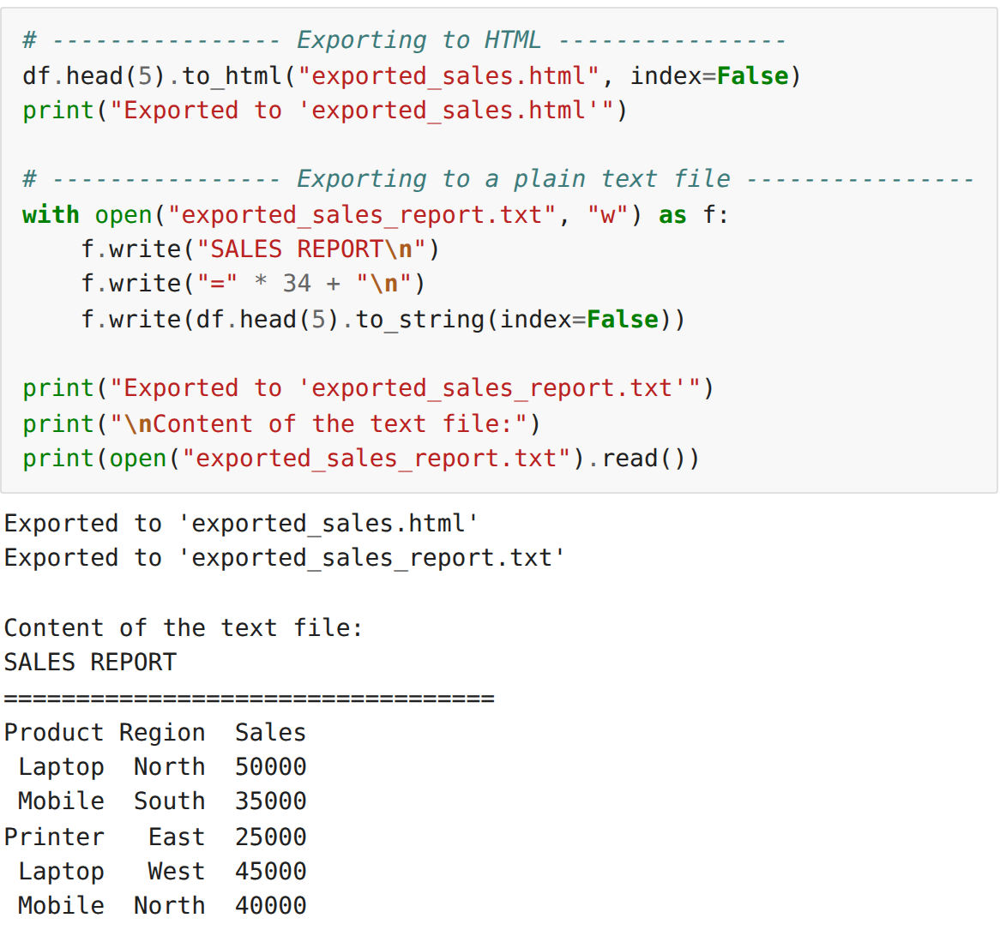 # ---------------- Exporting to HTML ----------------
df.head(5).to_html("exported_sales.html", index=False)
print("Exported to 'exported_sales.html'")

# ---------------- Exporting to a plain text file ----------------
with open("exported_sales_report.txt", "w") as f:
    f.write("SALES REPORT\n")
    f.write("=" * 34 + "\n")
    f.write(df.head(5).to_string(index=False))

print("Exported to 'exported_sales_report.txt'")
print("\nContent of the text file:")
print(open("exported_sales_report.txt").read())
Exported to 'exported_sales.html'
Exported to 'exported_sales_report.txt'

Content of the text file:
SALES REPORT
==================================
Product Region  Sales
 Laptop  North  50000
 Mobile  South  35000
Printer   East  25000
 Laptop   West  45000
 Mobile  North  40000